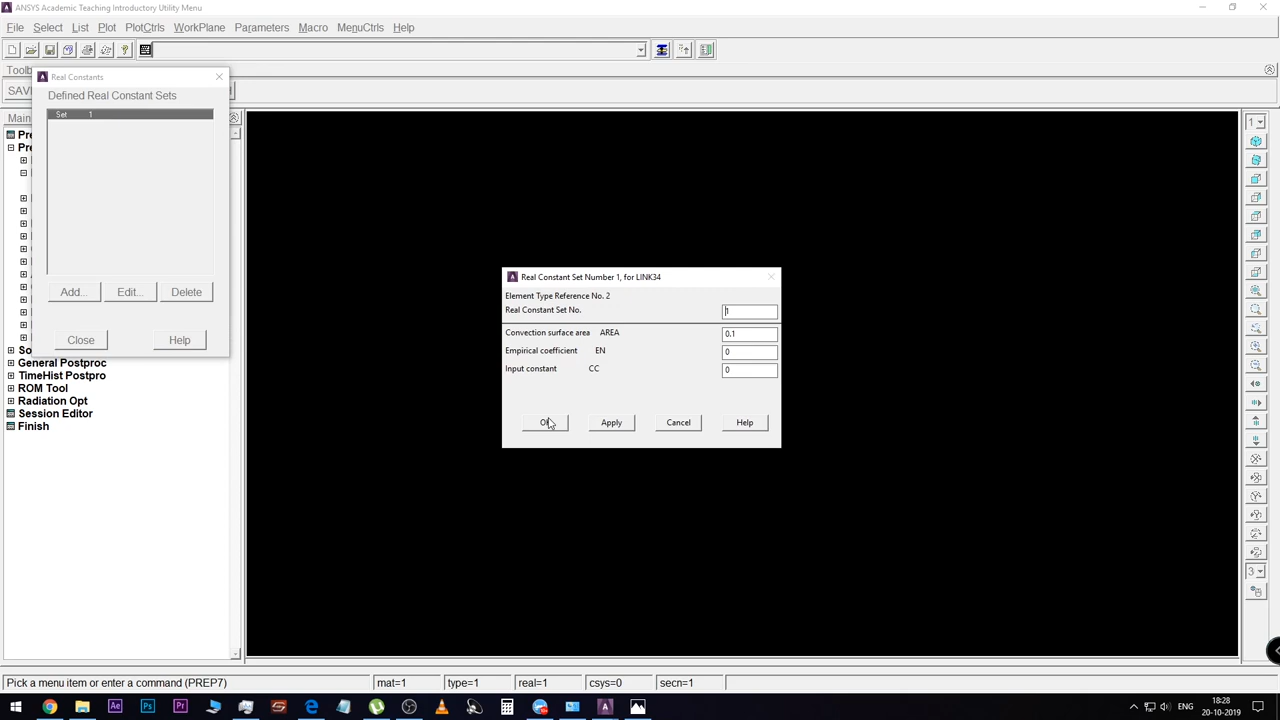 ANSYS Academic Teaching Introductory Utility Menu
File Select List Plot PlotCtrls WorkPlane Parameters Macro MenuCtrls Help
Real Constants
Defined Real Constant Sets
Set 1
Add... Edit... Delete
Close Help
General Postproc
TimeHist Postpro
ROM Tool
Radiation Opt
Session Editor
Finish
1
Real Constant Set Number 1, for LINK34
Element Type Reference No. 2
Real Constant Set No. 1
Convection surface area AREA 0.1
Empirical coefficient EN 0
Input constant CC 0
Apply Cancel Help
3
Pick a menu item or enter a command (PREP7) mat=1 type=1 real=1 csys=0 secn=1
ENG 18:28
20-10-2019